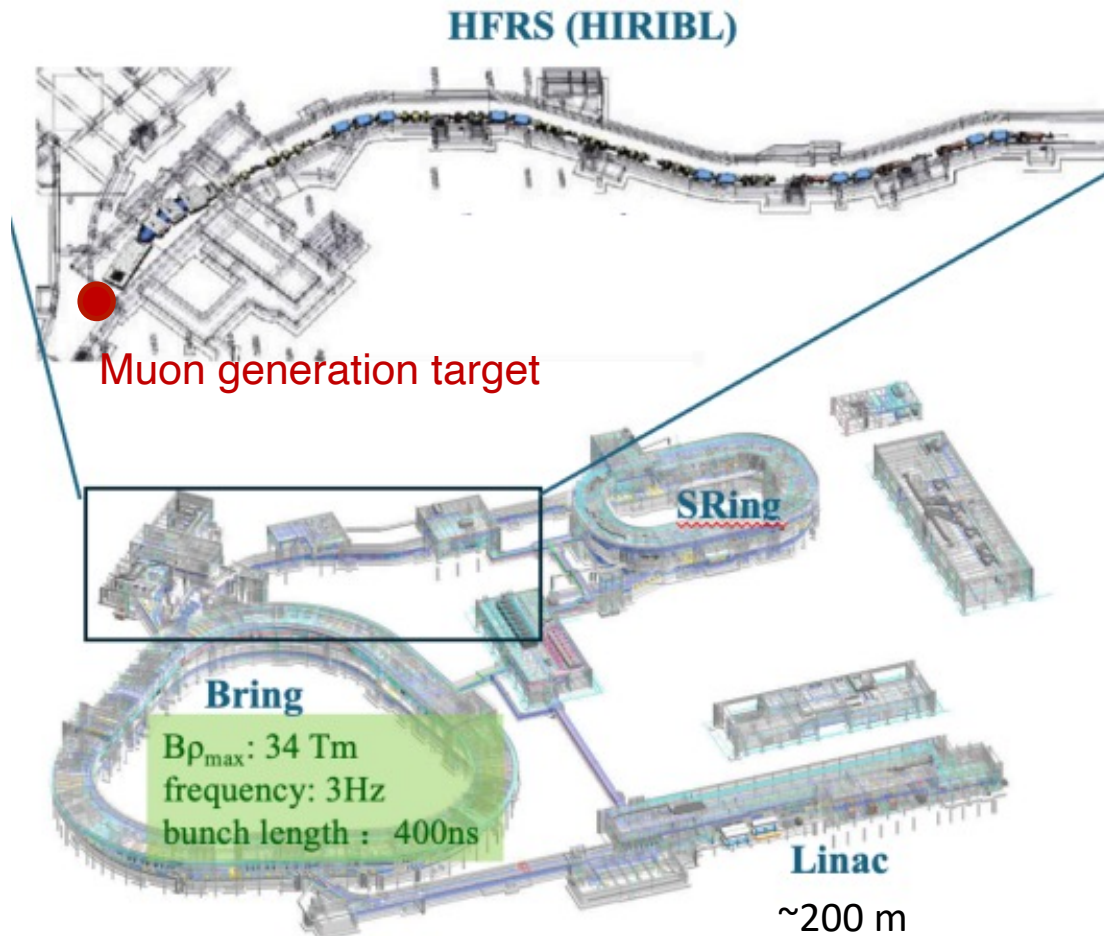 HFRS (HIRIBL)
Muon generation target
SRing
Bring
Bρmax: 34 Tm
frequency: 3Hz
bunch length： 400ns
Linac
~200 m